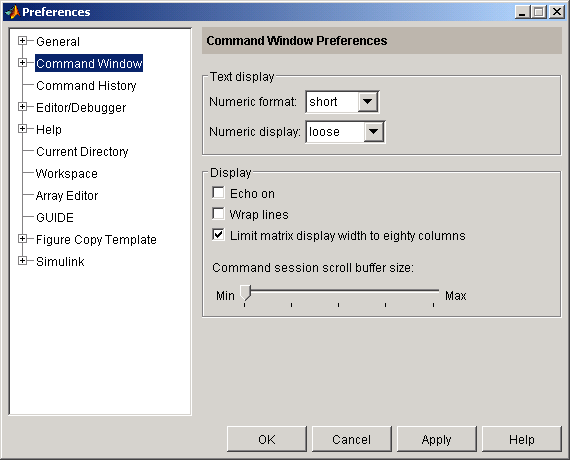 Preferences
General
Command Window
Command History
Editor/Debugger
Help
Current Directory
Workspace
Array Editor
GUIDE
Figure Copy Template
Simulink
Command Window Preferences
Text display
Numeric format: short
Numeric display: loose
Display
Echo on
Wrap lines
Limit matrix display width to eighty columns
Command session scroll buffer size:
Min Max
OK Cancel Apply Help